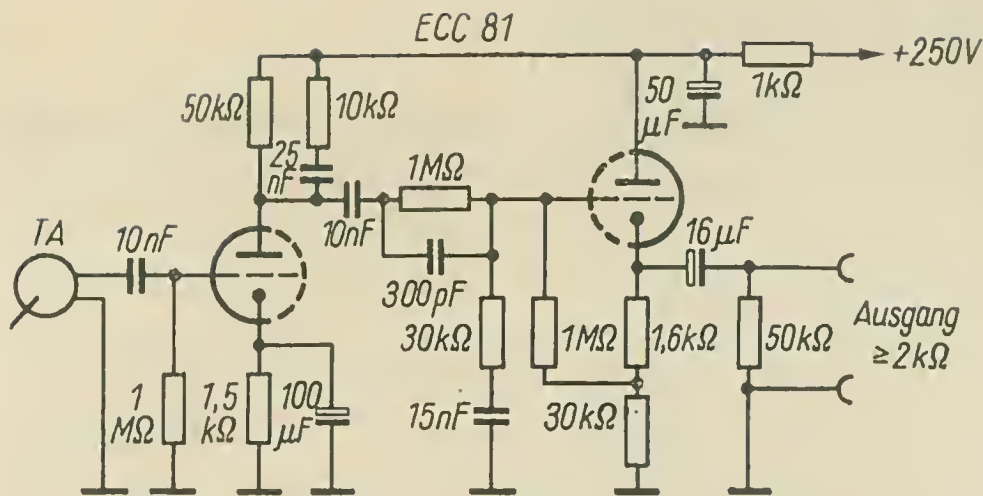 ECC 81
+250V
50kΩ
10kΩ
50
μF
1kΩ
25
nF
1MΩ
10nF
TA
10nF
300pF
16μF
30kΩ
1MΩ
1,6kΩ
50kΩ
Ausgang
≥2kΩ
1
MΩ
1,5
kΩ
100
μF
15nF
30kΩ